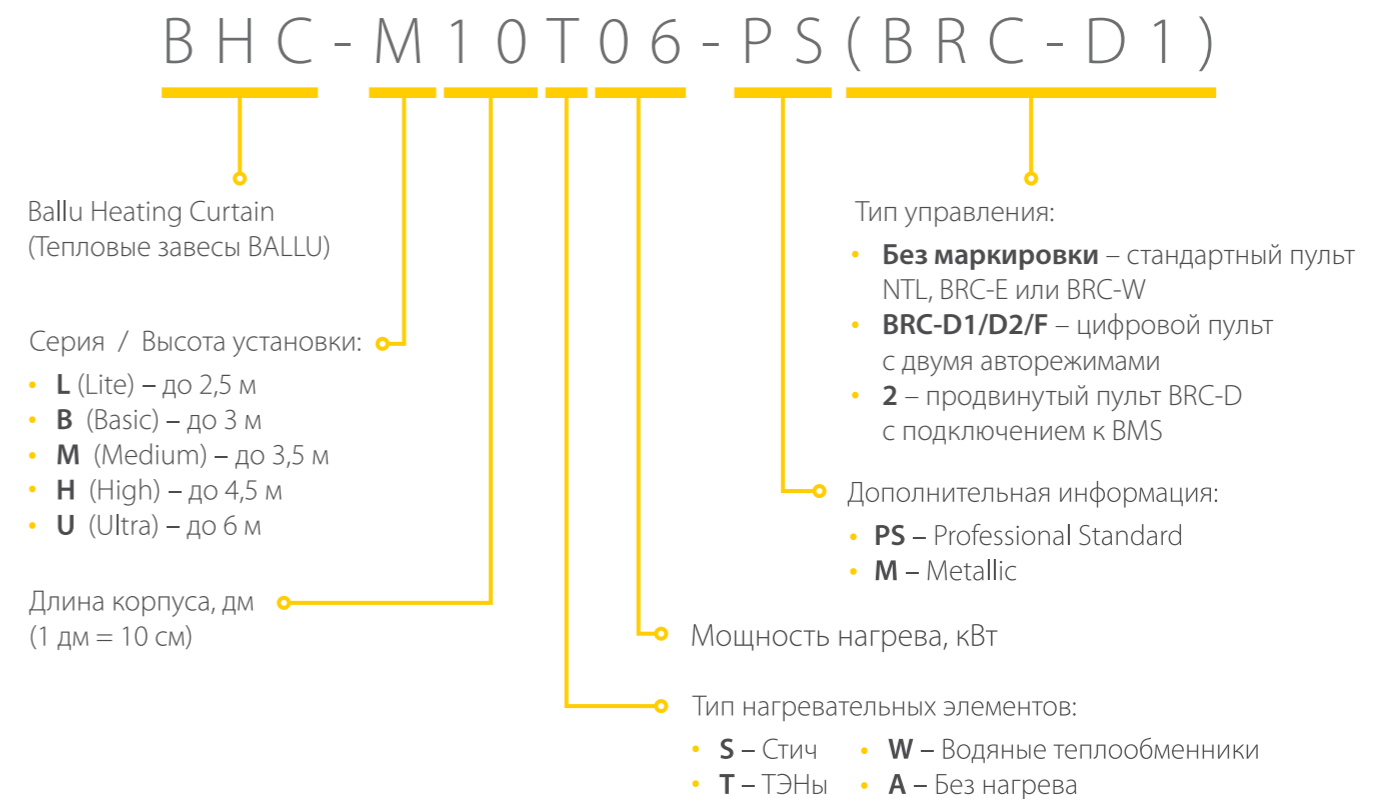 BHC-M10T06-PS(BRC-D1)
Ballu Heating Curtain
(Тепловые завесы BALLU)
Серия / Высота установки:
• L (Lite) – до 2,5 м
• B (Basic) – до 3 м
• M (Medium) – до 3,5 м
• H (High) – до 4,5 м
• U (Ultra) – до 6 м
Длина корпуса, дм
(1 дм = 10 см)
Тип управления:
• Без маркировки – стандартный пульт
NTL, BRC-E или BRC-W
• BRC-D1/D2/F – цифровой пульт
с двумя авторежимами
• 2 – продвинутый пульт BRC-D
с подключением к BMS
Дополнительная информация:
• PS – Professional Standard
• M – Metallic
Мощность нагрева, кВт
Тип нагревательных элементов:
• S – Стич • W – Водяные теплообменники
• T – ТЭНы • A – Без нагрева